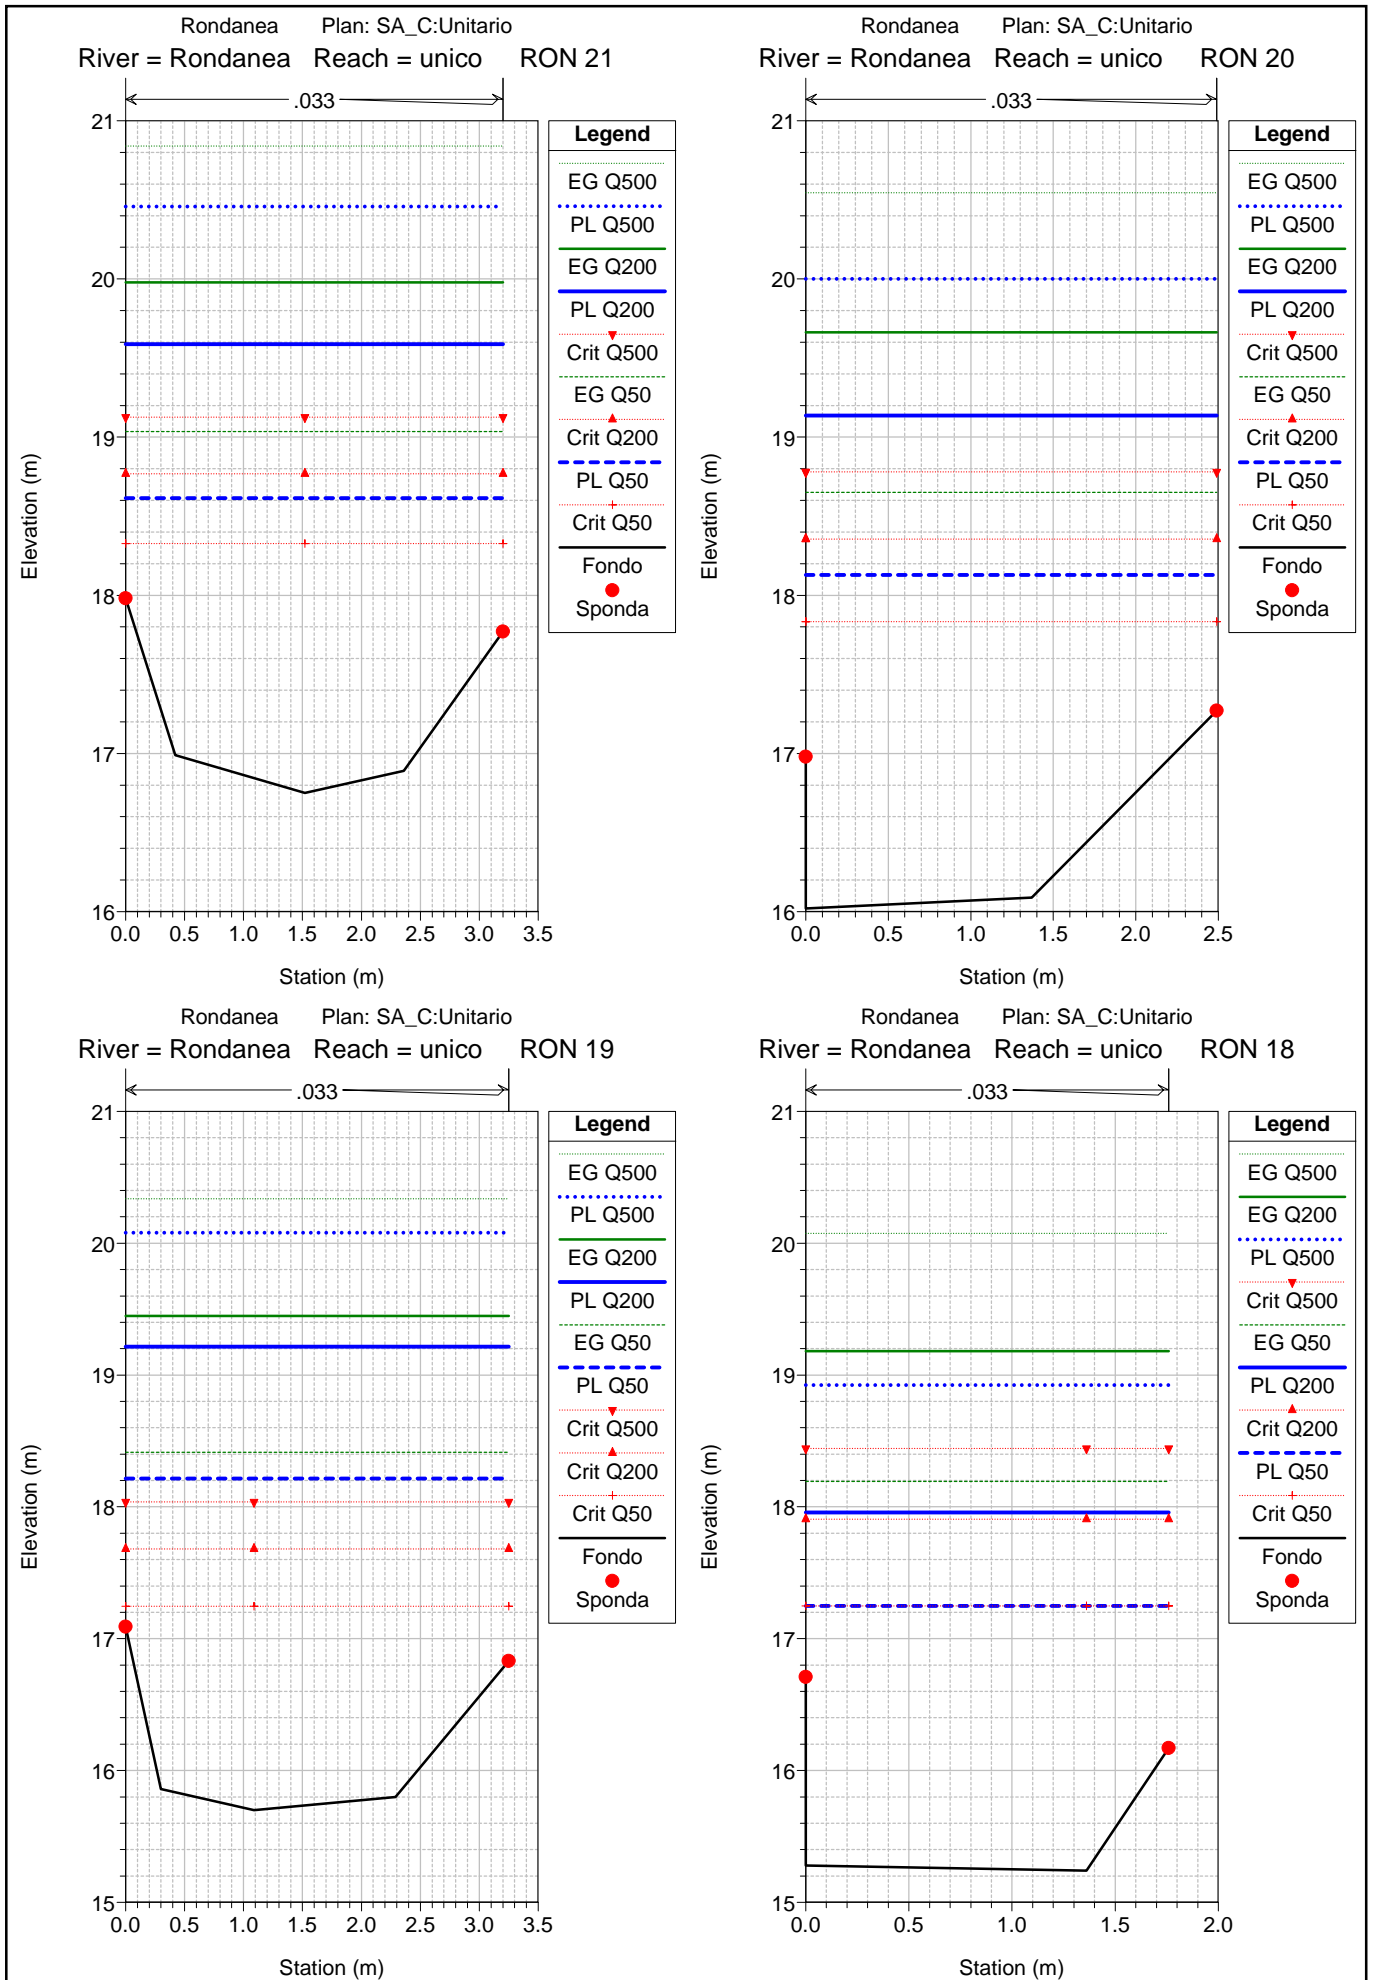 Rondanea Plan: SA_C:Unitario
River = Rondanea Reach = unico RON 21
.033
21
20
19
18
17
16
Elevation (m)
0.0 0.5 1.0 1.5 2.0 2.5 3.0 3.5
Station (m)
Legend
EG Q500
PL Q500
EG Q200
PL Q200
Crit Q500
EG Q50
Crit Q200
PL Q50
Crit Q50
Fondo
Sponda
Rondanea Plan: SA_C:Unitario
River = Rondanea Reach = unico RON 20
.033
21
20
19
18
17
16
Elevation (m)
0.0 0.5 1.0 1.5 2.0 2.5
Station (m)
Legend
EG Q500
PL Q500
EG Q200
PL Q200
Crit Q500
EG Q50
Crit Q200
PL Q50
Crit Q50
Fondo
Sponda
Rondanea Plan: SA_C:Unitario
River = Rondanea Reach = unico RON 19
.033
21
20
19
18
17
16
15
Elevation (m)
0.0 0.5 1.0 1.5 2.0 2.5 3.0 3.5
Station (m)
Legend
EG Q500
PL Q500
EG Q200
PL Q200
EG Q50
PL Q50
Crit Q500
Crit Q200
Crit Q50
Fondo
Sponda
Rondanea Plan: SA_C:Unitario
River = Rondanea Reach = unico RON 18
.033
21
20
19
18
17
16
15
Elevation (m)
0.0 0.5 1.0 1.5 2.0
Station (m)
Legend
EG Q500
EG Q200
PL Q500
Crit Q500
EG Q50
PL Q200
Crit Q200
PL Q50
Crit Q50
Fondo
Sponda